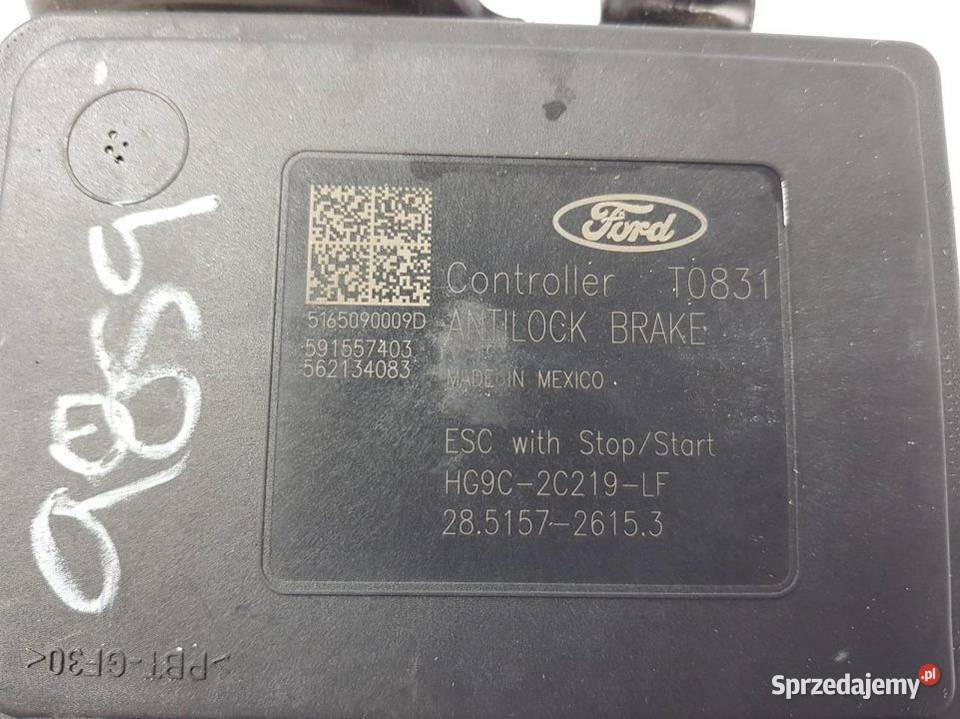 Ford
Controller T0831
ANTILOCK BRAKE
MADE IN MEXICO
5165090009D
591557403
562134083
ESC with Stop/Start
HG9C-2C219-LF
28.5157-2615.3
9859
>PBT-GF30<
Sprzedajemy.pl